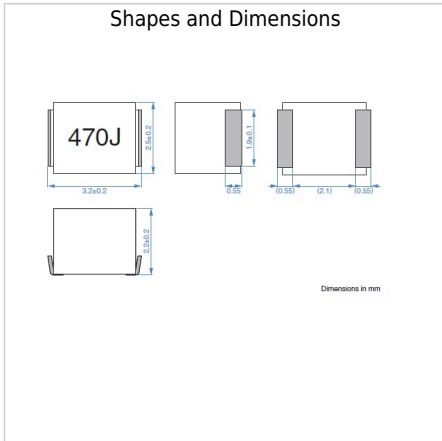 Shapes and Dimensions
470J
2.5±0.2
3.2±0.2
1.9±0.1
0.55
(0.55)
(2.1)
(0.55)
2.2±0.2
Dimensions in mm